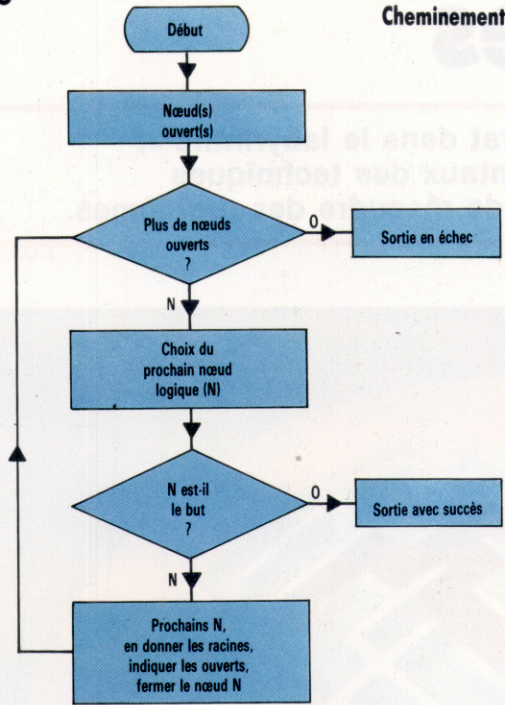 Cheminement
Début
Nœud(s)
ouvert(s)
Plus de nœuds
ouverts
?
O
Sortie en échec
N
Choix du
prochain nœud
logique (N)
N est-il
le but
?
O
Sortie avec succès
N
Prochains N,
en donner les racines,
indiquer les ouverts,
fermer le nœud N